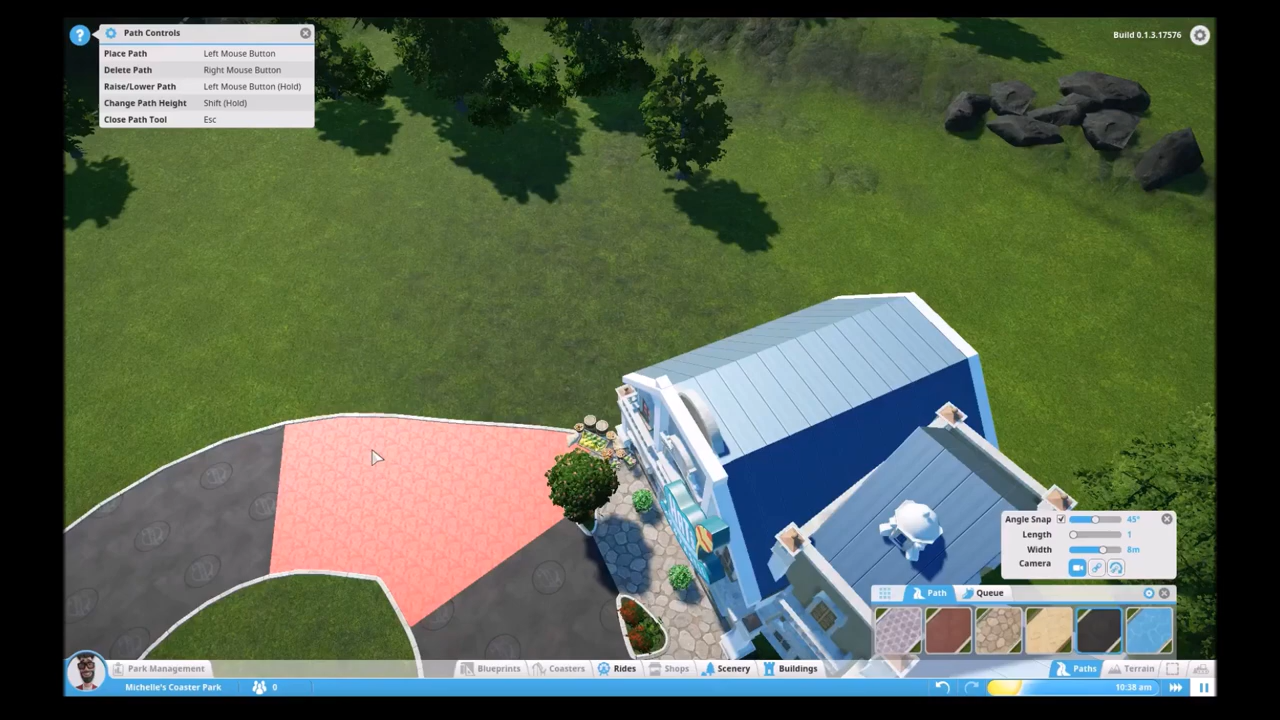 Path Controls
Build 0.1.3.17576
Place Path Left Mouse Button
Delete Path Right Mouse Button
Raise/Lower Path Left Mouse Button (Hold)
Change Path Height Shift (Hold)
Close Path Tool Esc
Angle Snap 45°
Length 1
Width 8m
Camera
Path Queue
Park Management Blueprints Coasters Rides Shops Scenery Buildings Paths Terrain
Michelle's Coaster Park 0 10:38 am